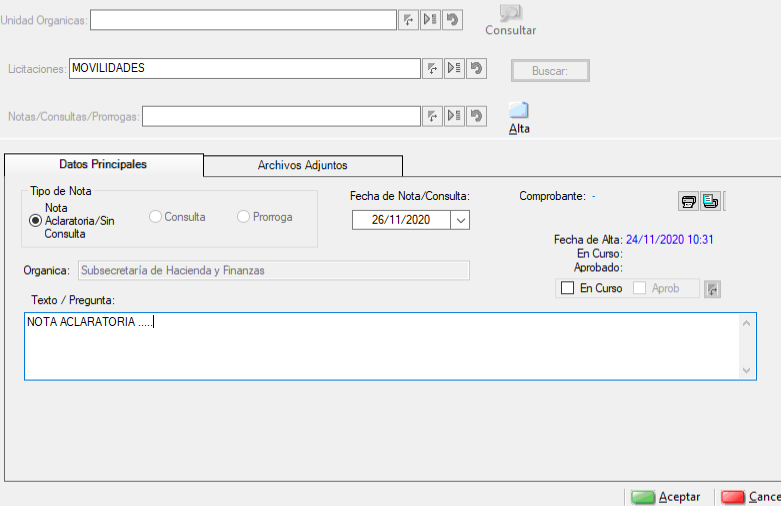 Unidad Organicas:
Consultar
Licitaciones: MOVILIDADES
Buscar:
Notas/Consultas/Prorrogas:
Alta
Datos Principales
Archivos Adjuntos
Tipo de Nota
Nota
Aclaratoria/Sin
Consulta
Consulta
Prorroga
Fecha de Nota/Consulta:
26/11/2020
Comprobante: -
Fecha de Alta: 24/11/2020 10:31
En Curso:
Aprobado:
En Curso
Aprob
Organica: Subsecretaría de Hacienda y Finanzas
Texto / Pregunta:
NOTA ACLARATORIA .....
Aceptar
Cance